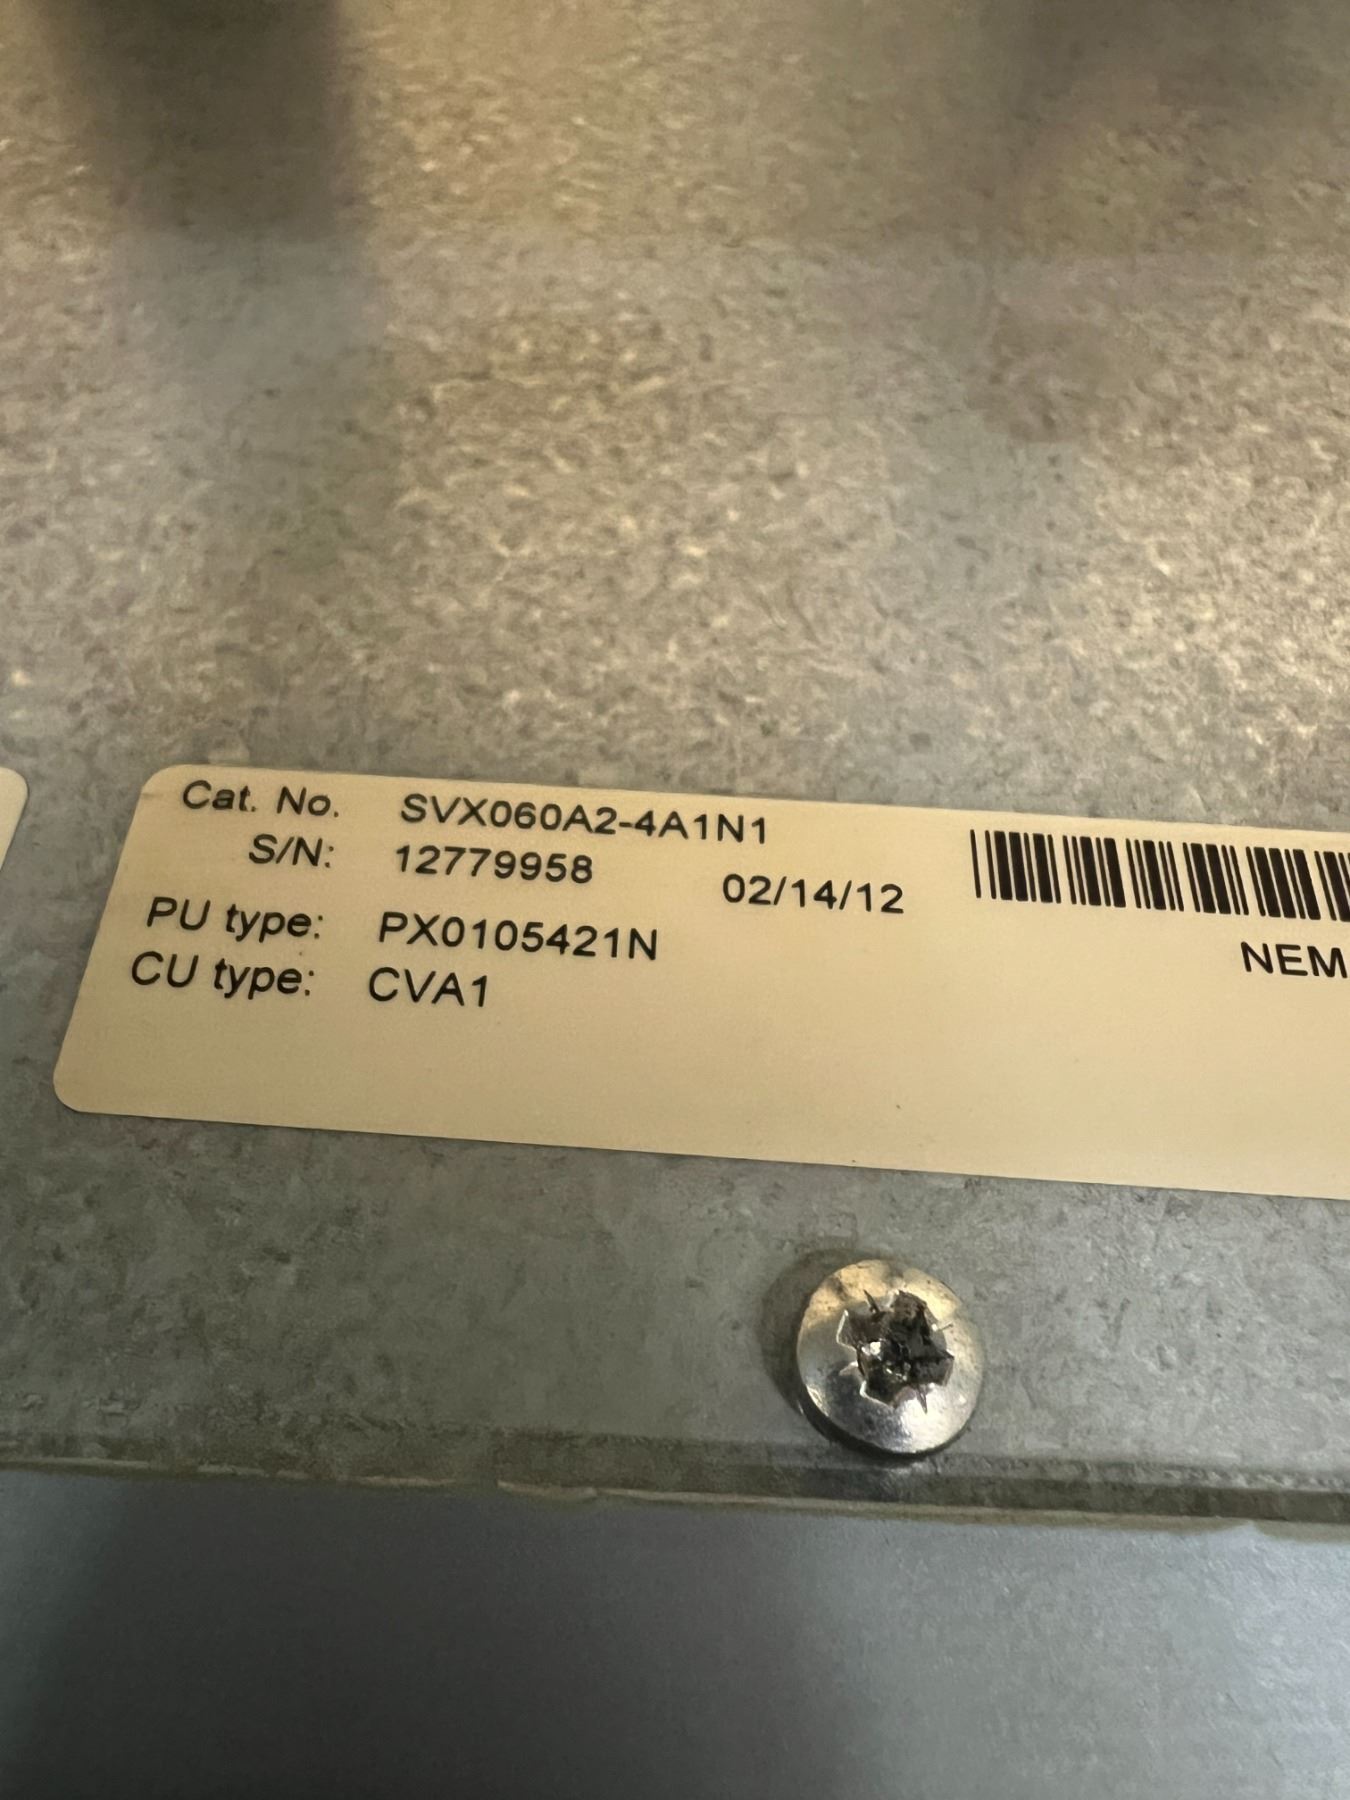 Cat. No. SVX060A2-4A1N1
S/N: 12779958 02/14/12
PU type: PX0105421N
CU type: CVA1
NEM